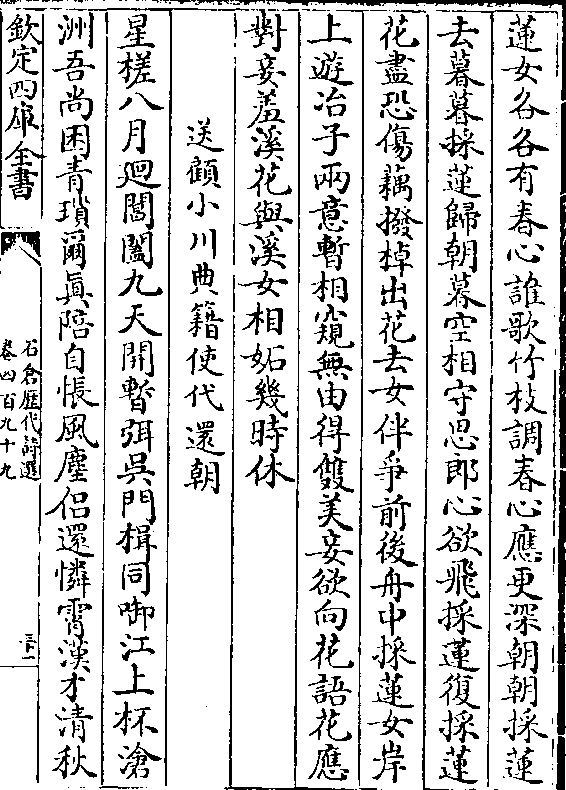 蓮女各各有春心誰歌竹枝調春心應更深朝朝採蓮
去暮暮採蓮歸朝暮空相守思郎心欲飛採蓮復採蓮
花盡恐傷藕撥棹出花去女伴爭前後舟中採蓮女岸
上遊冶子兩意暫相窺無由得雙美妾欲向花語花應
對妾羞溪花與溪女相妬幾時休
送顧小川典籍使代還朝
星槎八月廻閶闔九天開暫弭吳門楫同啣江上杯滄
洲吾尚困青瑣爾真陪自悵風塵侶還憐霄漢才清秋
欽定四庫全書
石倉歷代詩選
卷四百九十九
三十一